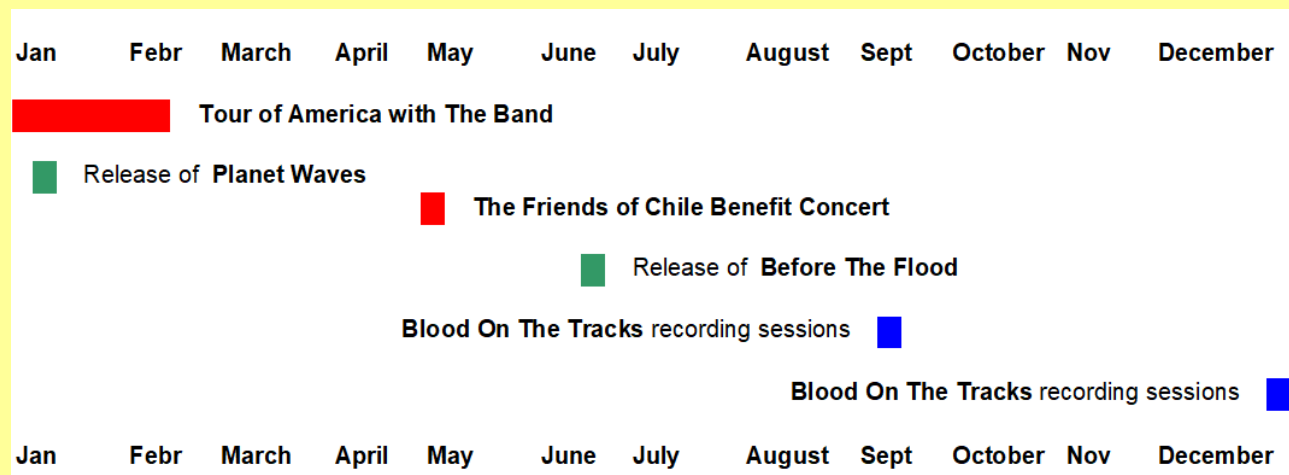 Jan Febr March April May June July August Sept October Nov December
Tour of America with The Band
Release of Planet Waves
The Friends of Chile Benefit Concert
Release of Before The Flood
Blood On The Tracks recording sessions
Blood On The Tracks recording sessions
Jan Febr March April May June July August Sept October Nov December